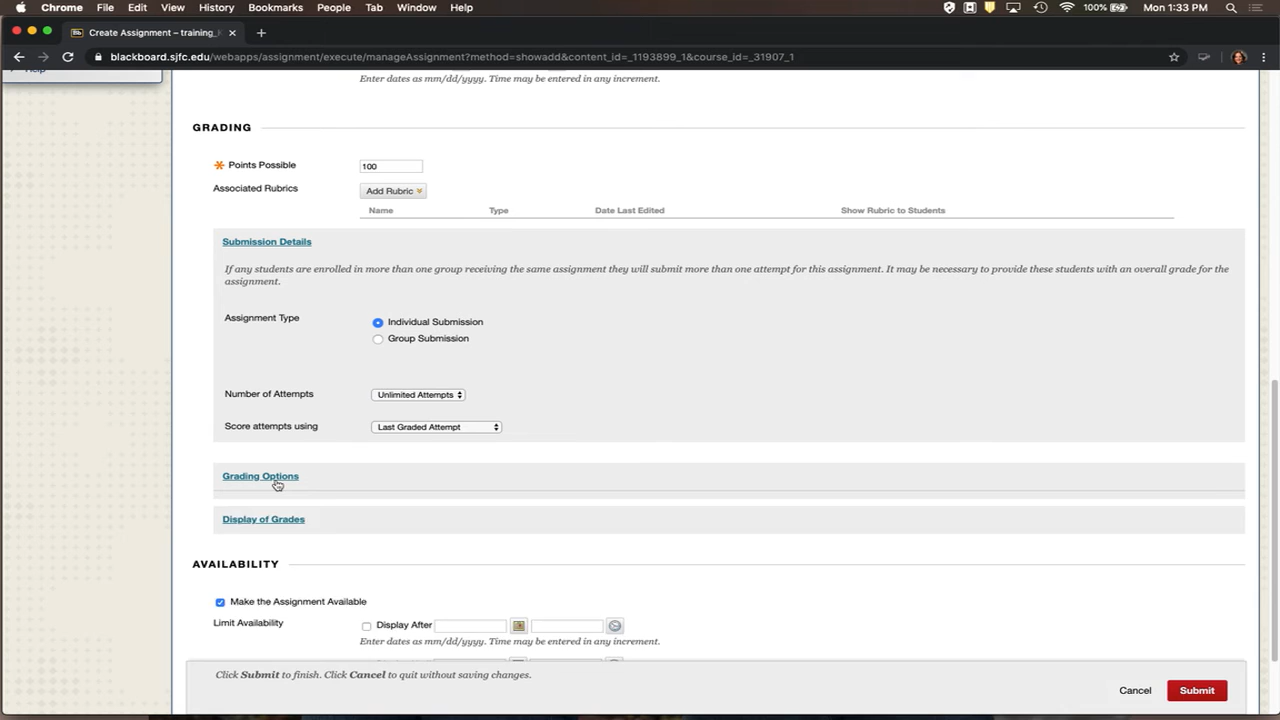 Chrome File Edit View History Bookmarks People Tab Window Help 100% Mon 1:33 PM
Create Assignment – training_
blackboard.sjfc.edu/webapps/assignment/execute/manageAssignment?method=showadd&content_id=_1193899_1&course_id=_31907_1
Help
Enter dates as mm/dd/yyyy. Time may be entered in any increment.
GRADING
Points Possible 100
Associated Rubrics Add Rubric
Name Type Date Last Edited Show Rubric to Students
Submission Details
If any students are enrolled in more than one group receiving the same assignment they will submit more than one attempt for this assignment. It may be necessary to provide these students with an overall grade for the
assignment.
Assignment Type Individual Submission
Group Submission
Number of Attempts Unlimited Attempts
Score attempts using Last Graded Attempt
Grading Options
Display of Grades
AVAILABILITY
Make the Assignment Available
Limit Availability Display After
Enter dates as mm/dd/yyyy. Time may be entered in any increment.
Click Submit to finish. Click Cancel to quit without saving changes.
Cancel Submit